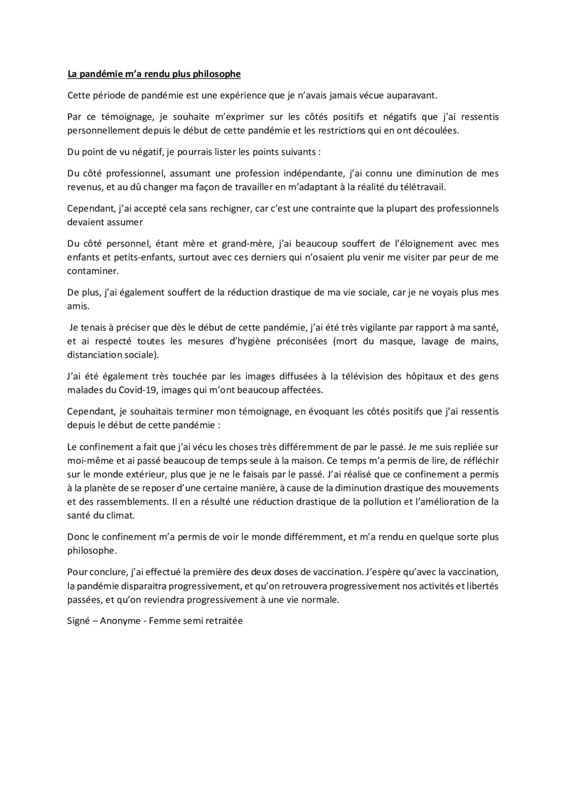 La pandémie m'a rendu plus philosophe
Cette période de pandémie est une expérience que je n'avais jamais vécue auparavant.
Par ce témoignage, je souhaite m'exprimer sur les côtés positifs et négatifs que j'ai ressentis
personnellement depuis le début de cette pandémie et les restrictions qui en ont découlées.
Du point de vu négatif, je pourrais lister les points suivants :
Du côté professionnel, assumant une profession indépendante, j'ai connu une diminution de mes
revenus, et au dû changer ma façon de travailler en m'adaptant à la réalité du télétravail.
Cependant, j'ai accepté cela sans rechigner, car c'est une contrainte que la plupart des professionnels
devaient assumer
Du côté personnel, étant mère et grand-mère, j'ai beaucoup souffert de l'éloignement avec mes
enfants et petits-enfants, surtout avec ces derniers qui n'osaient plu venir me visiter par peur de me
contaminer.
De plus, j'ai également souffert de la réduction drastique de ma vie sociale, car je ne voyais plus mes
amis.
Je tenais à préciser que dès le début de cette pandémie, j'ai été très vigilante par rapport à ma santé,
et ai respecté toutes les mesures d'hygiène préconisées (mort du masque, lavage de mains,
distanciation sociale).
J'ai été également très touchée par les images diffusées à la télévision des hôpitaux et des gens
malades du Covid-19, images qui m'ont beaucoup affectées.
Cependant, je souhaitais terminer mon témoignage, en évoquant les côtés positifs que j'ai ressentis
depuis le début de cette pandémie :
Le confinement a fait que j'ai vécu les choses très différemment de par le passé. Je me suis repliée sur
moi-même et ai passé beaucoup de temps seule à la maison. Ce temps m'a permis de lire, de réfléchir
sur le monde extérieur, plus que je ne le faisais par le passé. J'ai réalisé que ce confinement a permis
à la planète de se reposer d'une certaine manière, à cause de la diminution drastique des mouvements
et des rassemblements. Il en a résulté une réduction drastique de la pollution et l'amélioration de la
santé du climat.
Donc le confinement m'a permis de voir le monde différemment, et m'a rendu en quelque sorte plus
philosophe.
Pour conclure, j'ai effectué la première des deux doses de vaccination. J'espère qu'avec la vaccination,
la pandémie disparaitra progressivement, et qu'on retrouvera progressivement nos activités et libertés
passées, et qu'on reviendra progressivement à une vie normale.
Signé – Anonyme - Femme semi retraitée